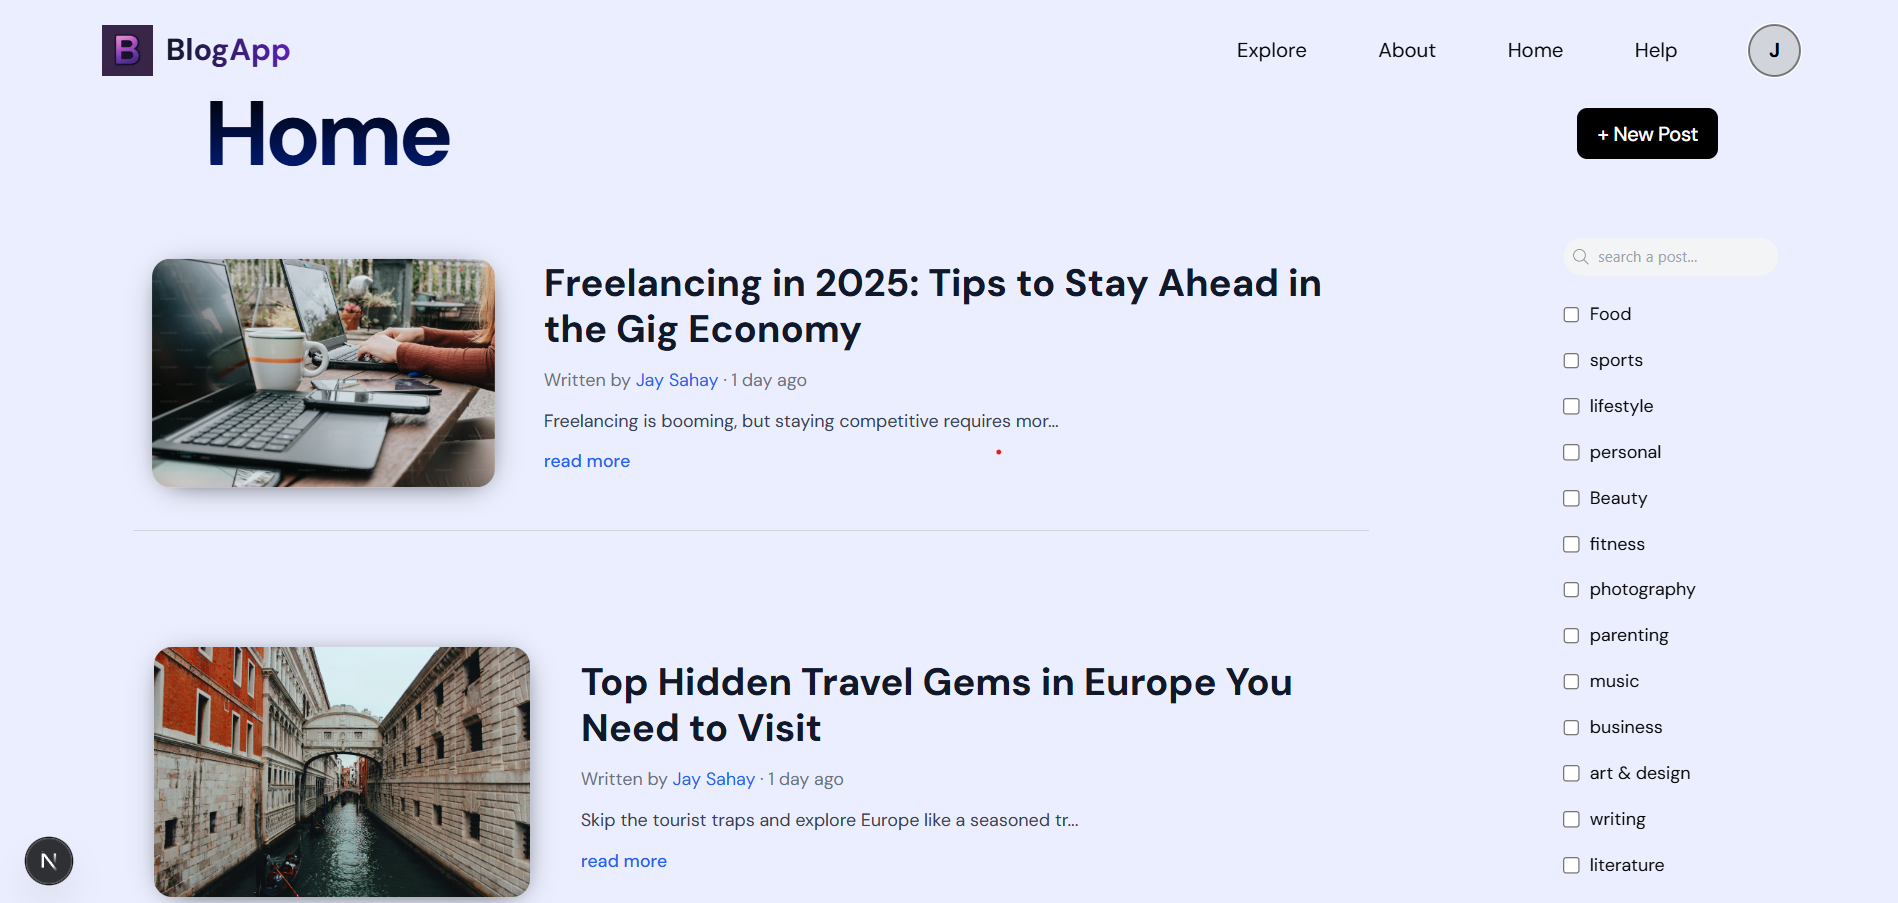 B BlogApp
Explore About Home Help J
Home
+ New Post
Freelancing in 2025: Tips to Stay Ahead in
the Gig Economy
Written by Jay Sahay · 1 day ago
Freelancing is booming, but staying competitive requires mor...
read more
Top Hidden Travel Gems in Europe You
Need to Visit
Written by Jay Sahay · 1 day ago
Skip the tourist traps and explore Europe like a seasoned tr...
read more
search a post...
Food
sports
lifestyle
personal
Beauty
fitness
photography
parenting
music
business
art & design
writing
literature
N